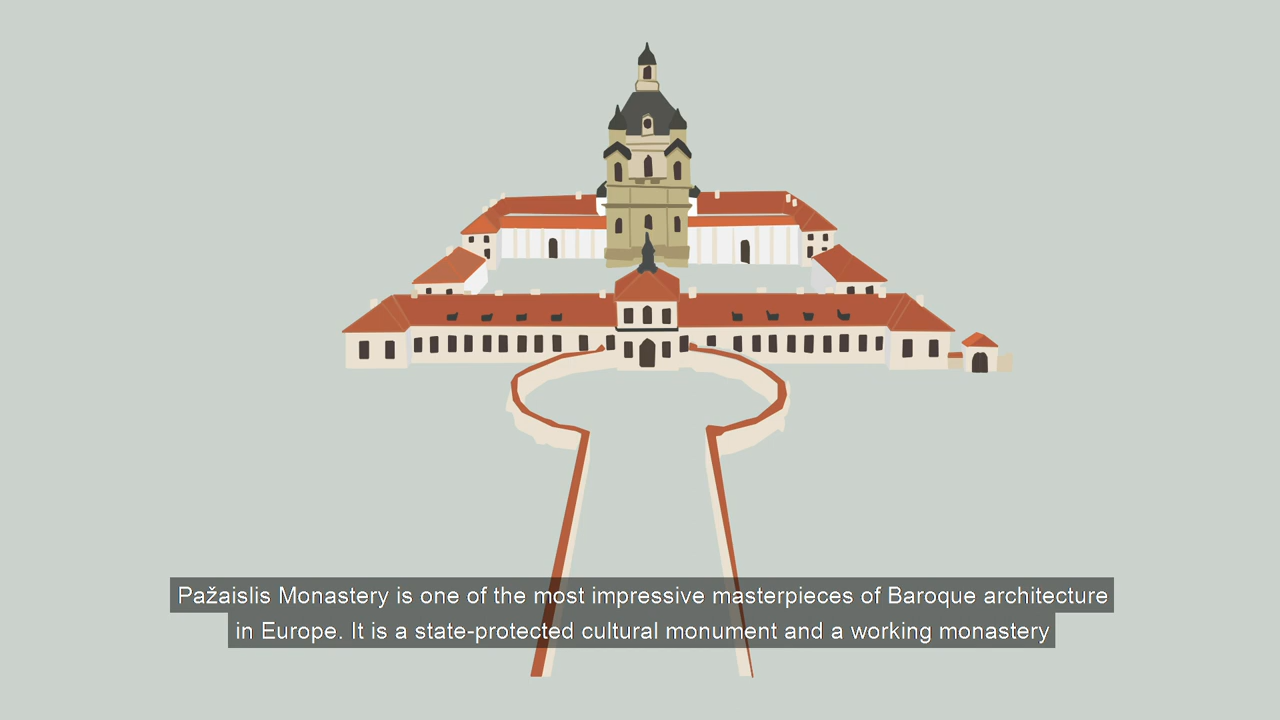 Pažaislis Monastery is one of the most impressive masterpieces of Baroque architecture
in Europe. It is a state-protected cultural monument and a working monastery